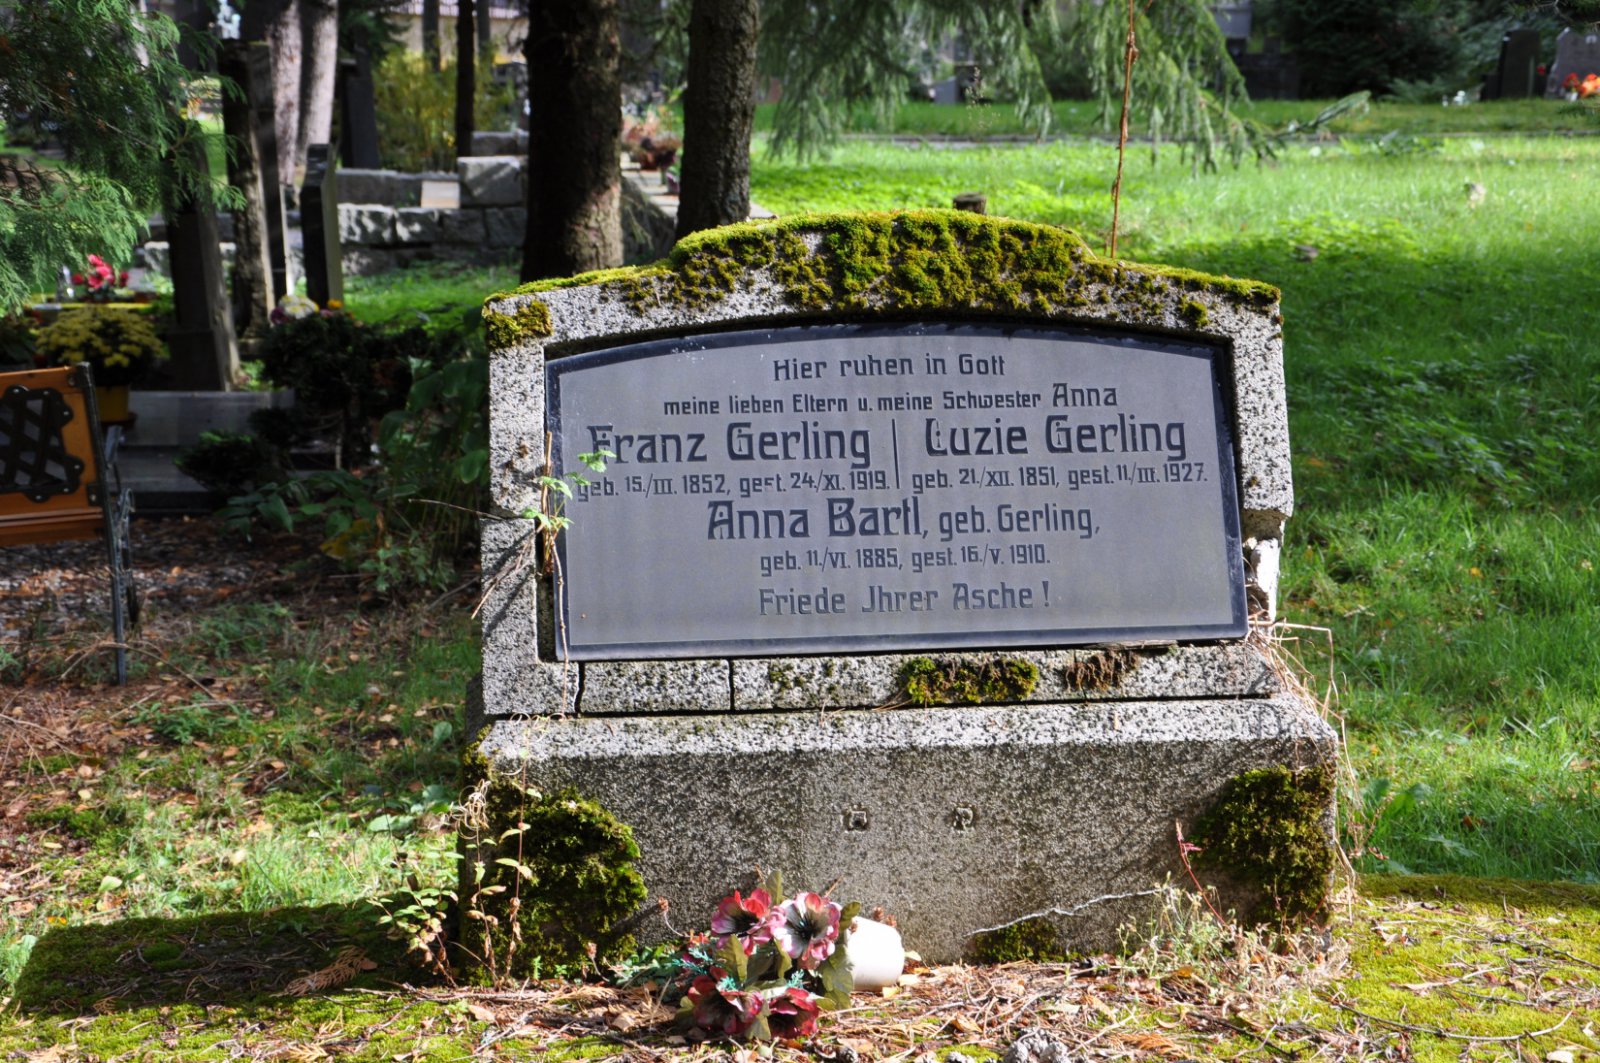 Hier ruhen in Gott
meine lieben Eltern u. meine Schwester Anna
Franz Gerling | Luzie Gerling
geb. 15./III. 1852, gest. 24./XI. 1919. | geb. 21./XII. 1851, gest. 11/III. 1927.
Anna Bartl, geb. Gerling,
geb. 11./VI. 1885, gest. 16./V. 1910.
Friede Jhrer Asche!